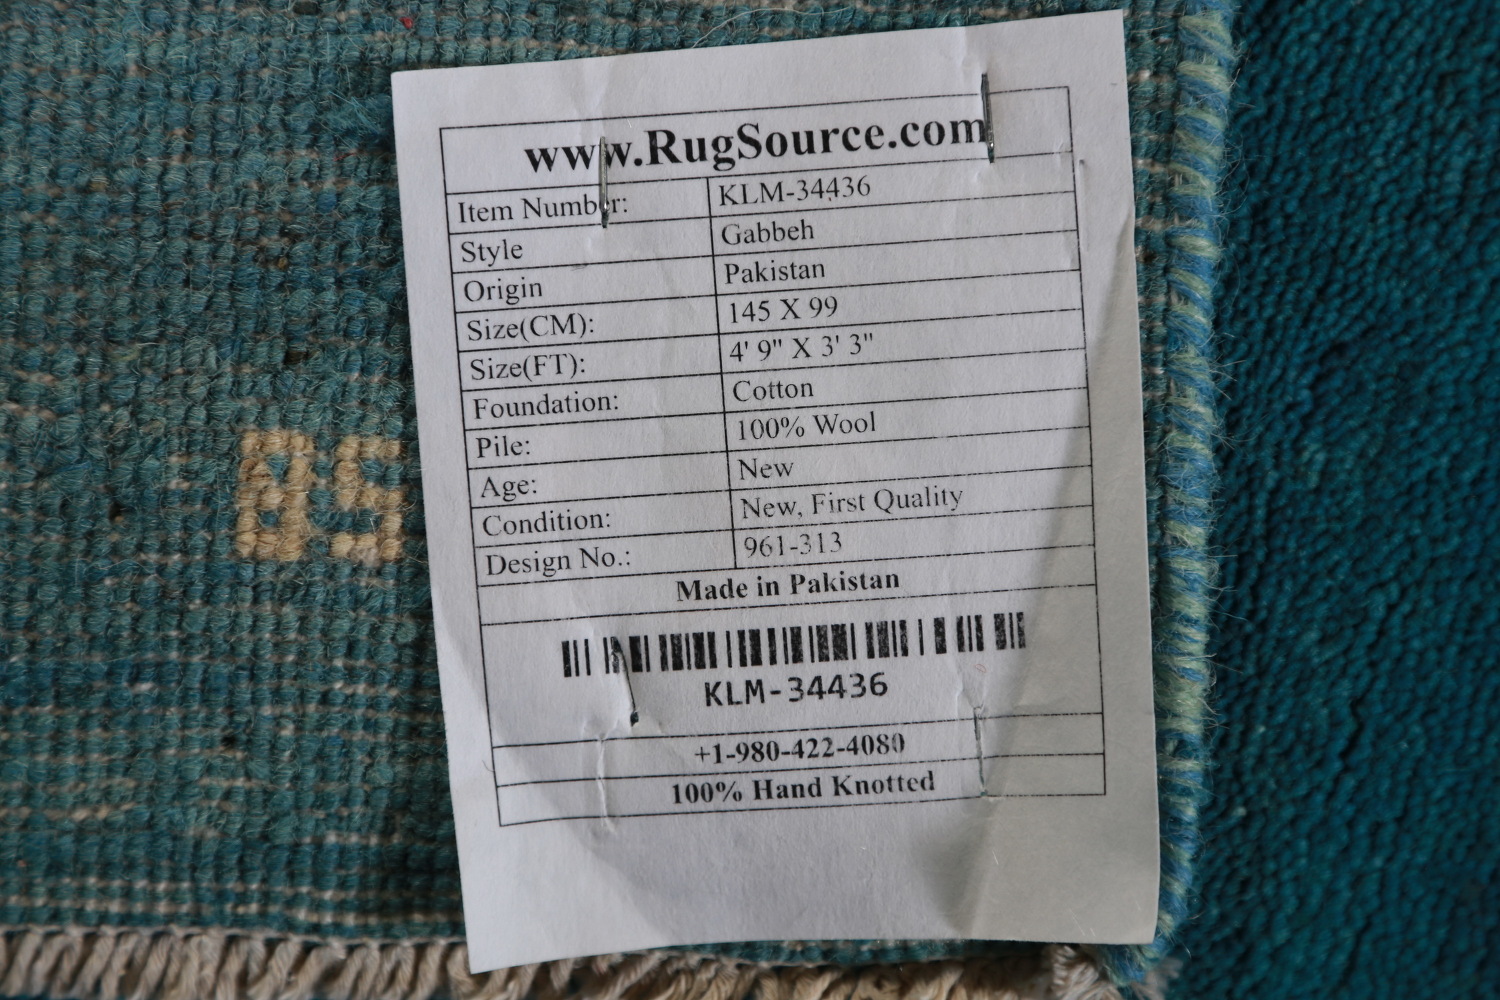 www.RugSource.com
Item Number: KLM-34436
Style Gabbeh
Origin Pakistan
Size(CM): 145 X 99
Size(FT): 4' 9" X 3' 3"
Foundation: Cotton
Pile: 100% Wool
Age: New
Condition: New, First Quality
Design No.: 961-313
Made in Pakistan
KLM-34436
+1-980-422-4080
100% Hand Knotted